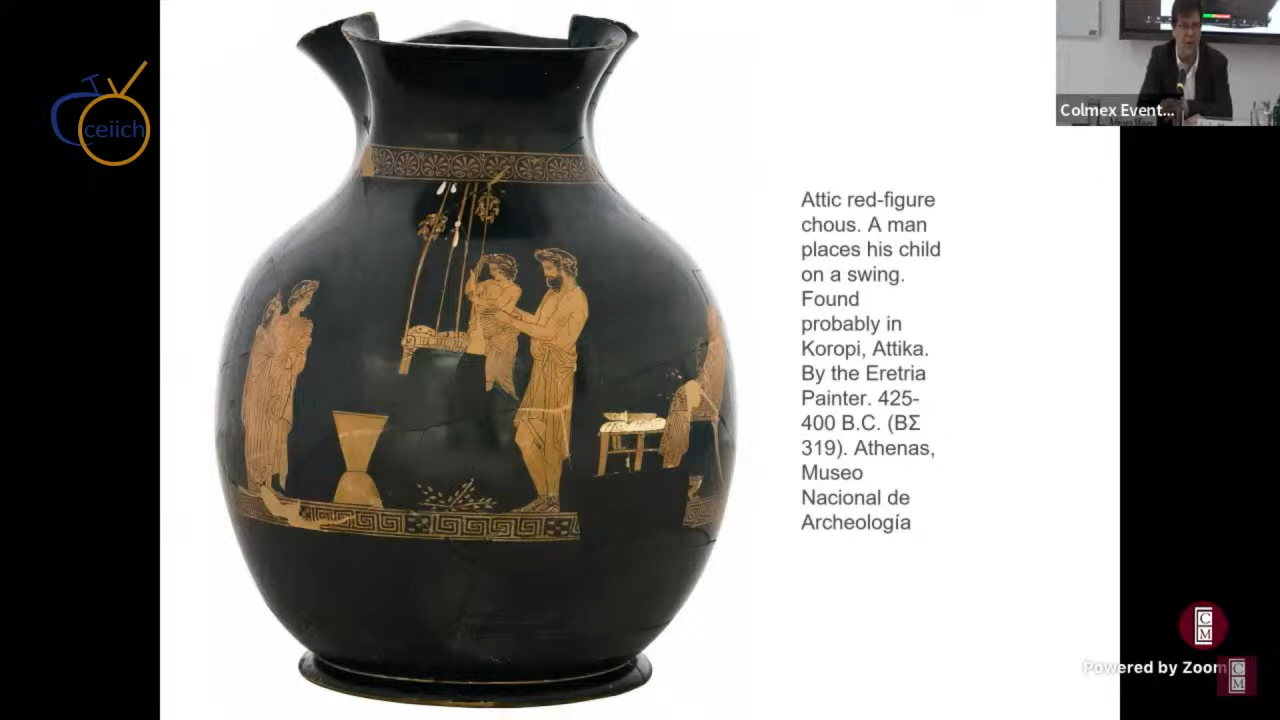 ceiich
Colmex Event...
Attic red-figure
chous. A man
places his child
on a swing.
Found
probably in
Koropi, Attika.
By the Eretria
Painter. 425-
400 B.C. (ΒΣ
319). Athenas,
Museo
Nacional de
Archeología
C
M
Powered by Zoom
C
M